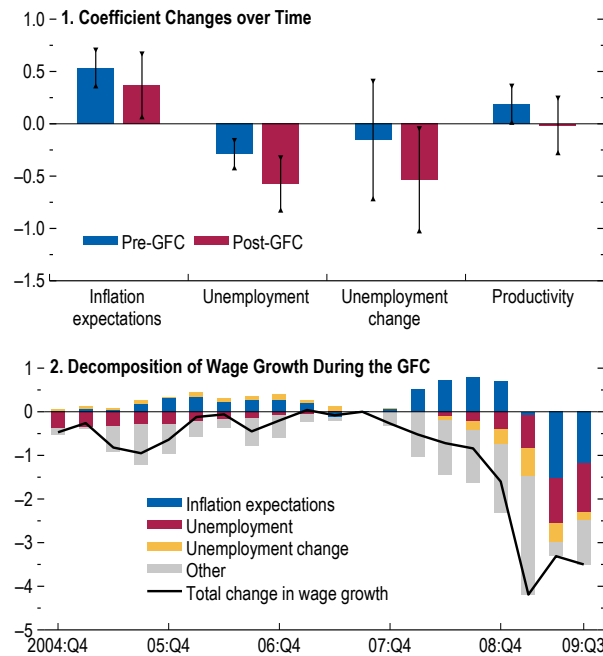 1. Coefficient Changes over Time
1.0
0.5
0.0
−0.5
−1.0
−1.5
Pre-GFC
Post-GFC
Inflation
expectations
Unemployment
Unemployment
change
Productivity
2. Decomposition of Wage Growth During the GFC
1
0
−1
−2
−3
−4
−5
Inflation expectations
Unemployment
Unemployment change
Other
Total change in wage growth
2004:Q4
05:Q4
06:Q4
07:Q4
08:Q4
09:Q3